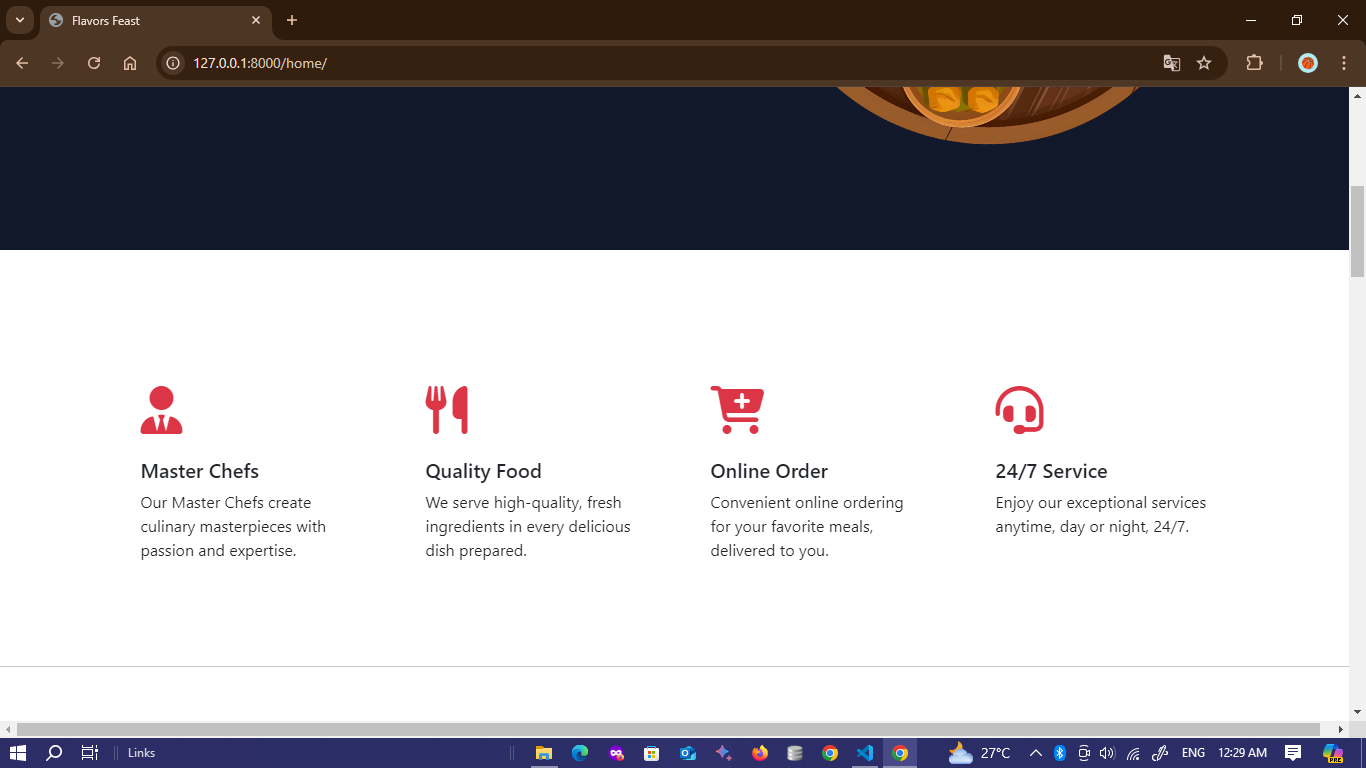 Flavors Feast
127.0.0.1:8000/home/
Master Chefs
Our Master Chefs create
culinary masterpieces with
passion and expertise.
Quality Food
We serve high-quality, fresh
ingredients in every delicious
dish prepared.
Online Order
Convenient online ordering
for your favorite meals,
delivered to you.
24/7 Service
Enjoy our exceptional services
anytime, day or night, 24/7.
Links
27°C
ENG
12:29 AM
PRE